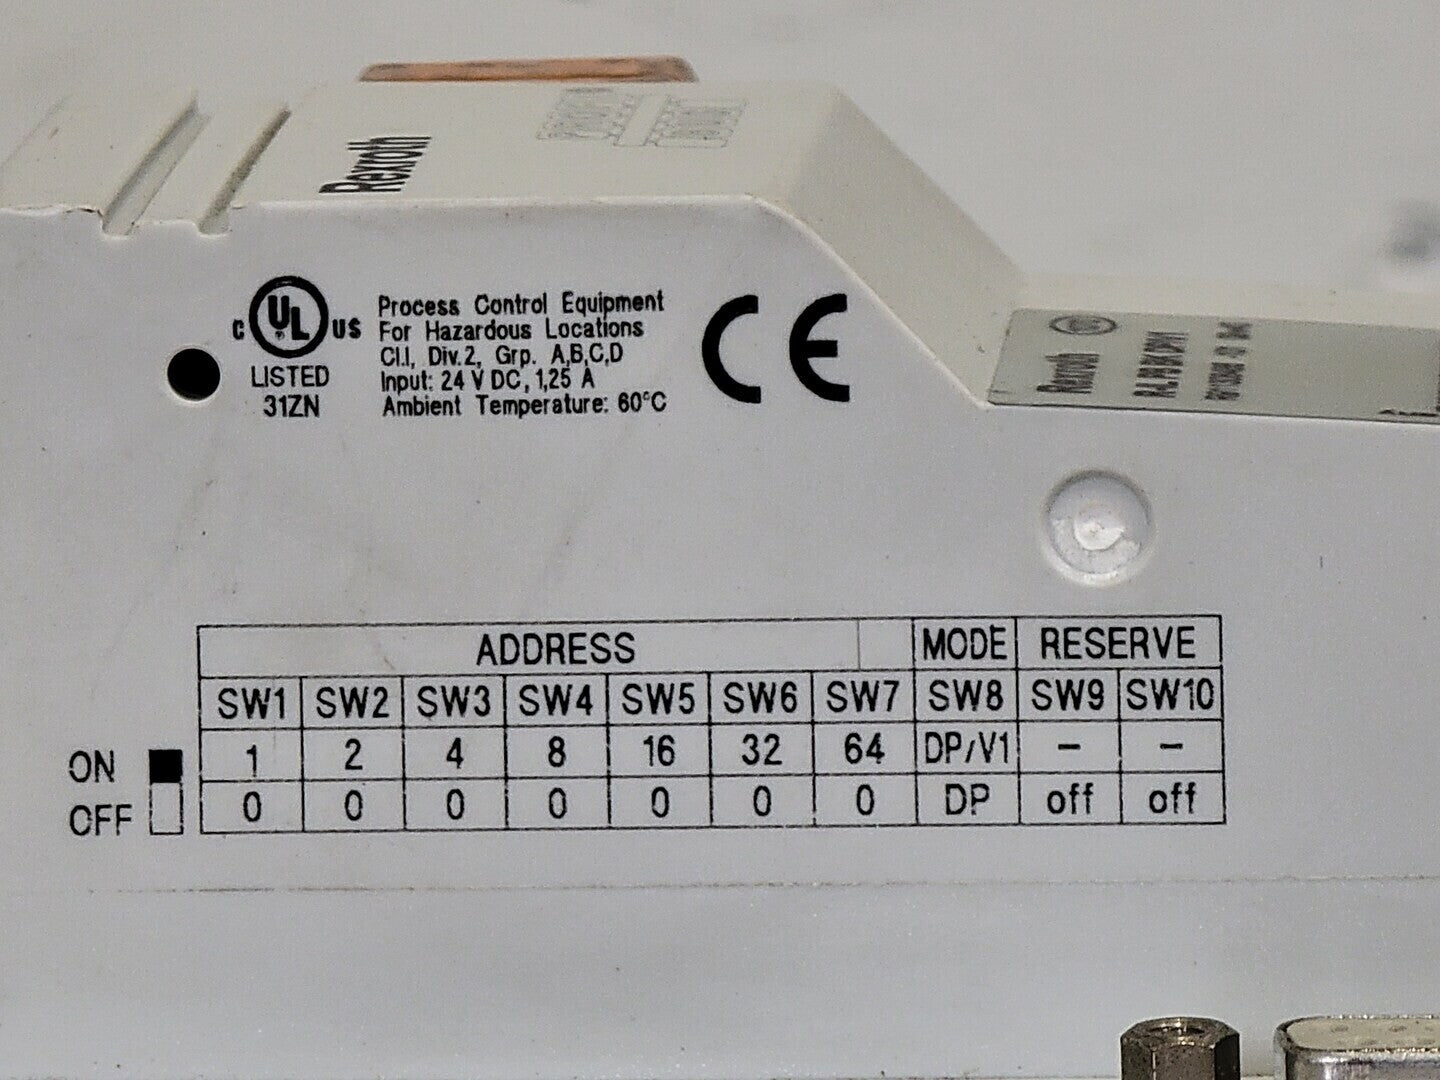 Rexroth
C UL US
LISTED
31ZN
Process Control Equipment
For Hazardous Locations
Cl.I, Div.2, Grp. A,B,C,D
Input: 24 V DC, 1,25 A
Ambient Temperature: 60°C
CE
Rexroth
ADDRESS MODE RESERVE
SW1 SW2 SW3 SW4 SW5 SW6 SW7 SW8 SW9 SW10
ON 1 2 4 8 16 32 64 DP/V1 – –
OFF 0 0 0 0 0 0 0 DP off off